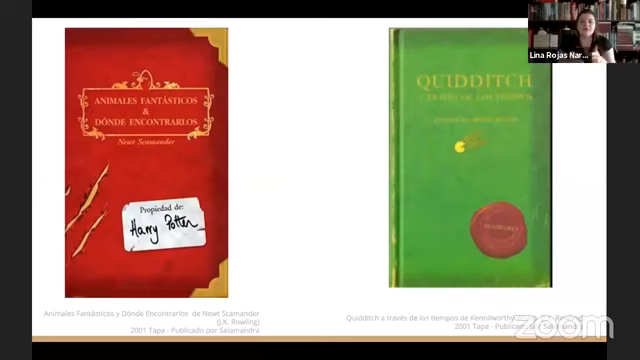 ANIMALES FANTÁSTICOS
&
DÓNDE ENCONTRARLOS
Newt Scamander
Propiedad de:
Harry Potter
QUIDDITCH
A TRAVÉS DE LOS TIEMPOS
Lina Rojas Nar...
Animales Fantásticos y Dónde Encontrarlos de Newt Scamander
(J.K. Rowling)
2001 Tapa - Publicado por Salamandra
Quidditch a través de los tiempos de Kennilworthy
2001 Tapa - Publicado por Salamandra
zoom